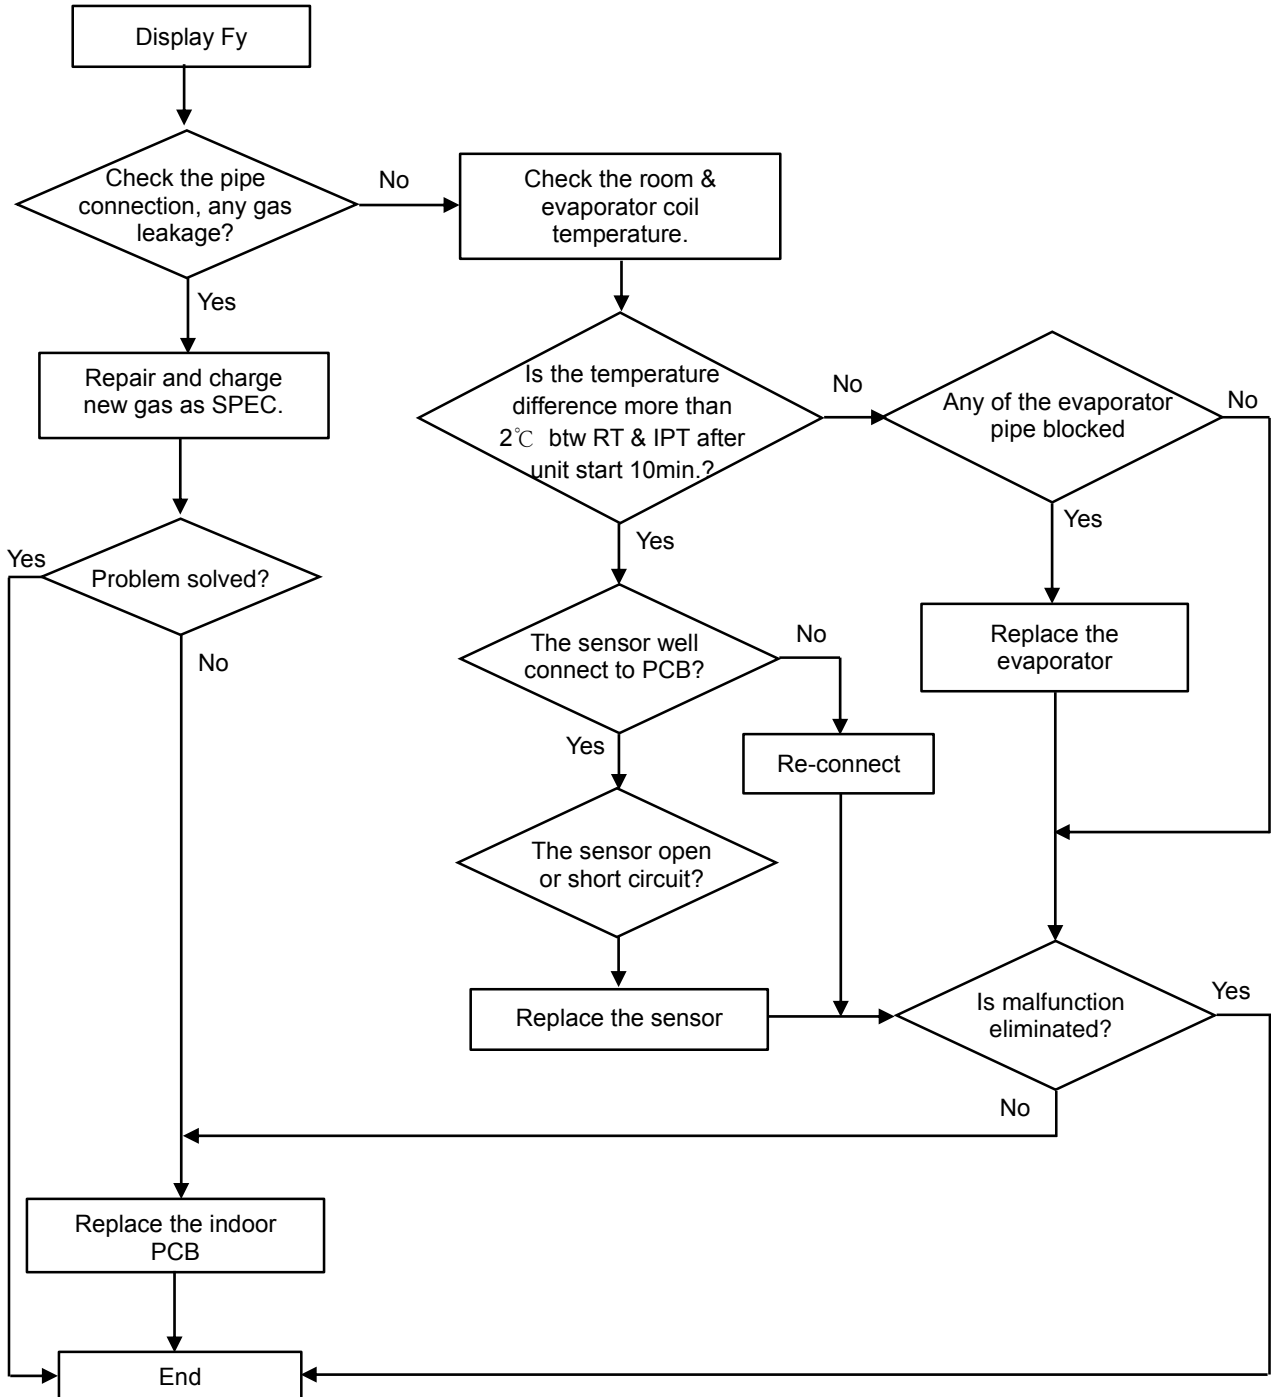 Display Fy
Check the pipe
connection, any gas
leakage?
No
Check the room &
evaporator coil
temperature.
Yes
Repair and charge
new gas as SPEC.
Is the temperature
difference more than
2℃ btw RT & IPT after
unit start 10min.?
No
Any of the evaporator
pipe blocked
No
Yes
Yes
Yes
Problem solved?
No
The sensor well
connect to PCB?
No
Replace the
evaporator
Yes
Re-connect
The sensor open
or short circuit?
Replace the sensor
Is malfunction
eliminated?
Yes
No
Replace the indoor
PCB
End